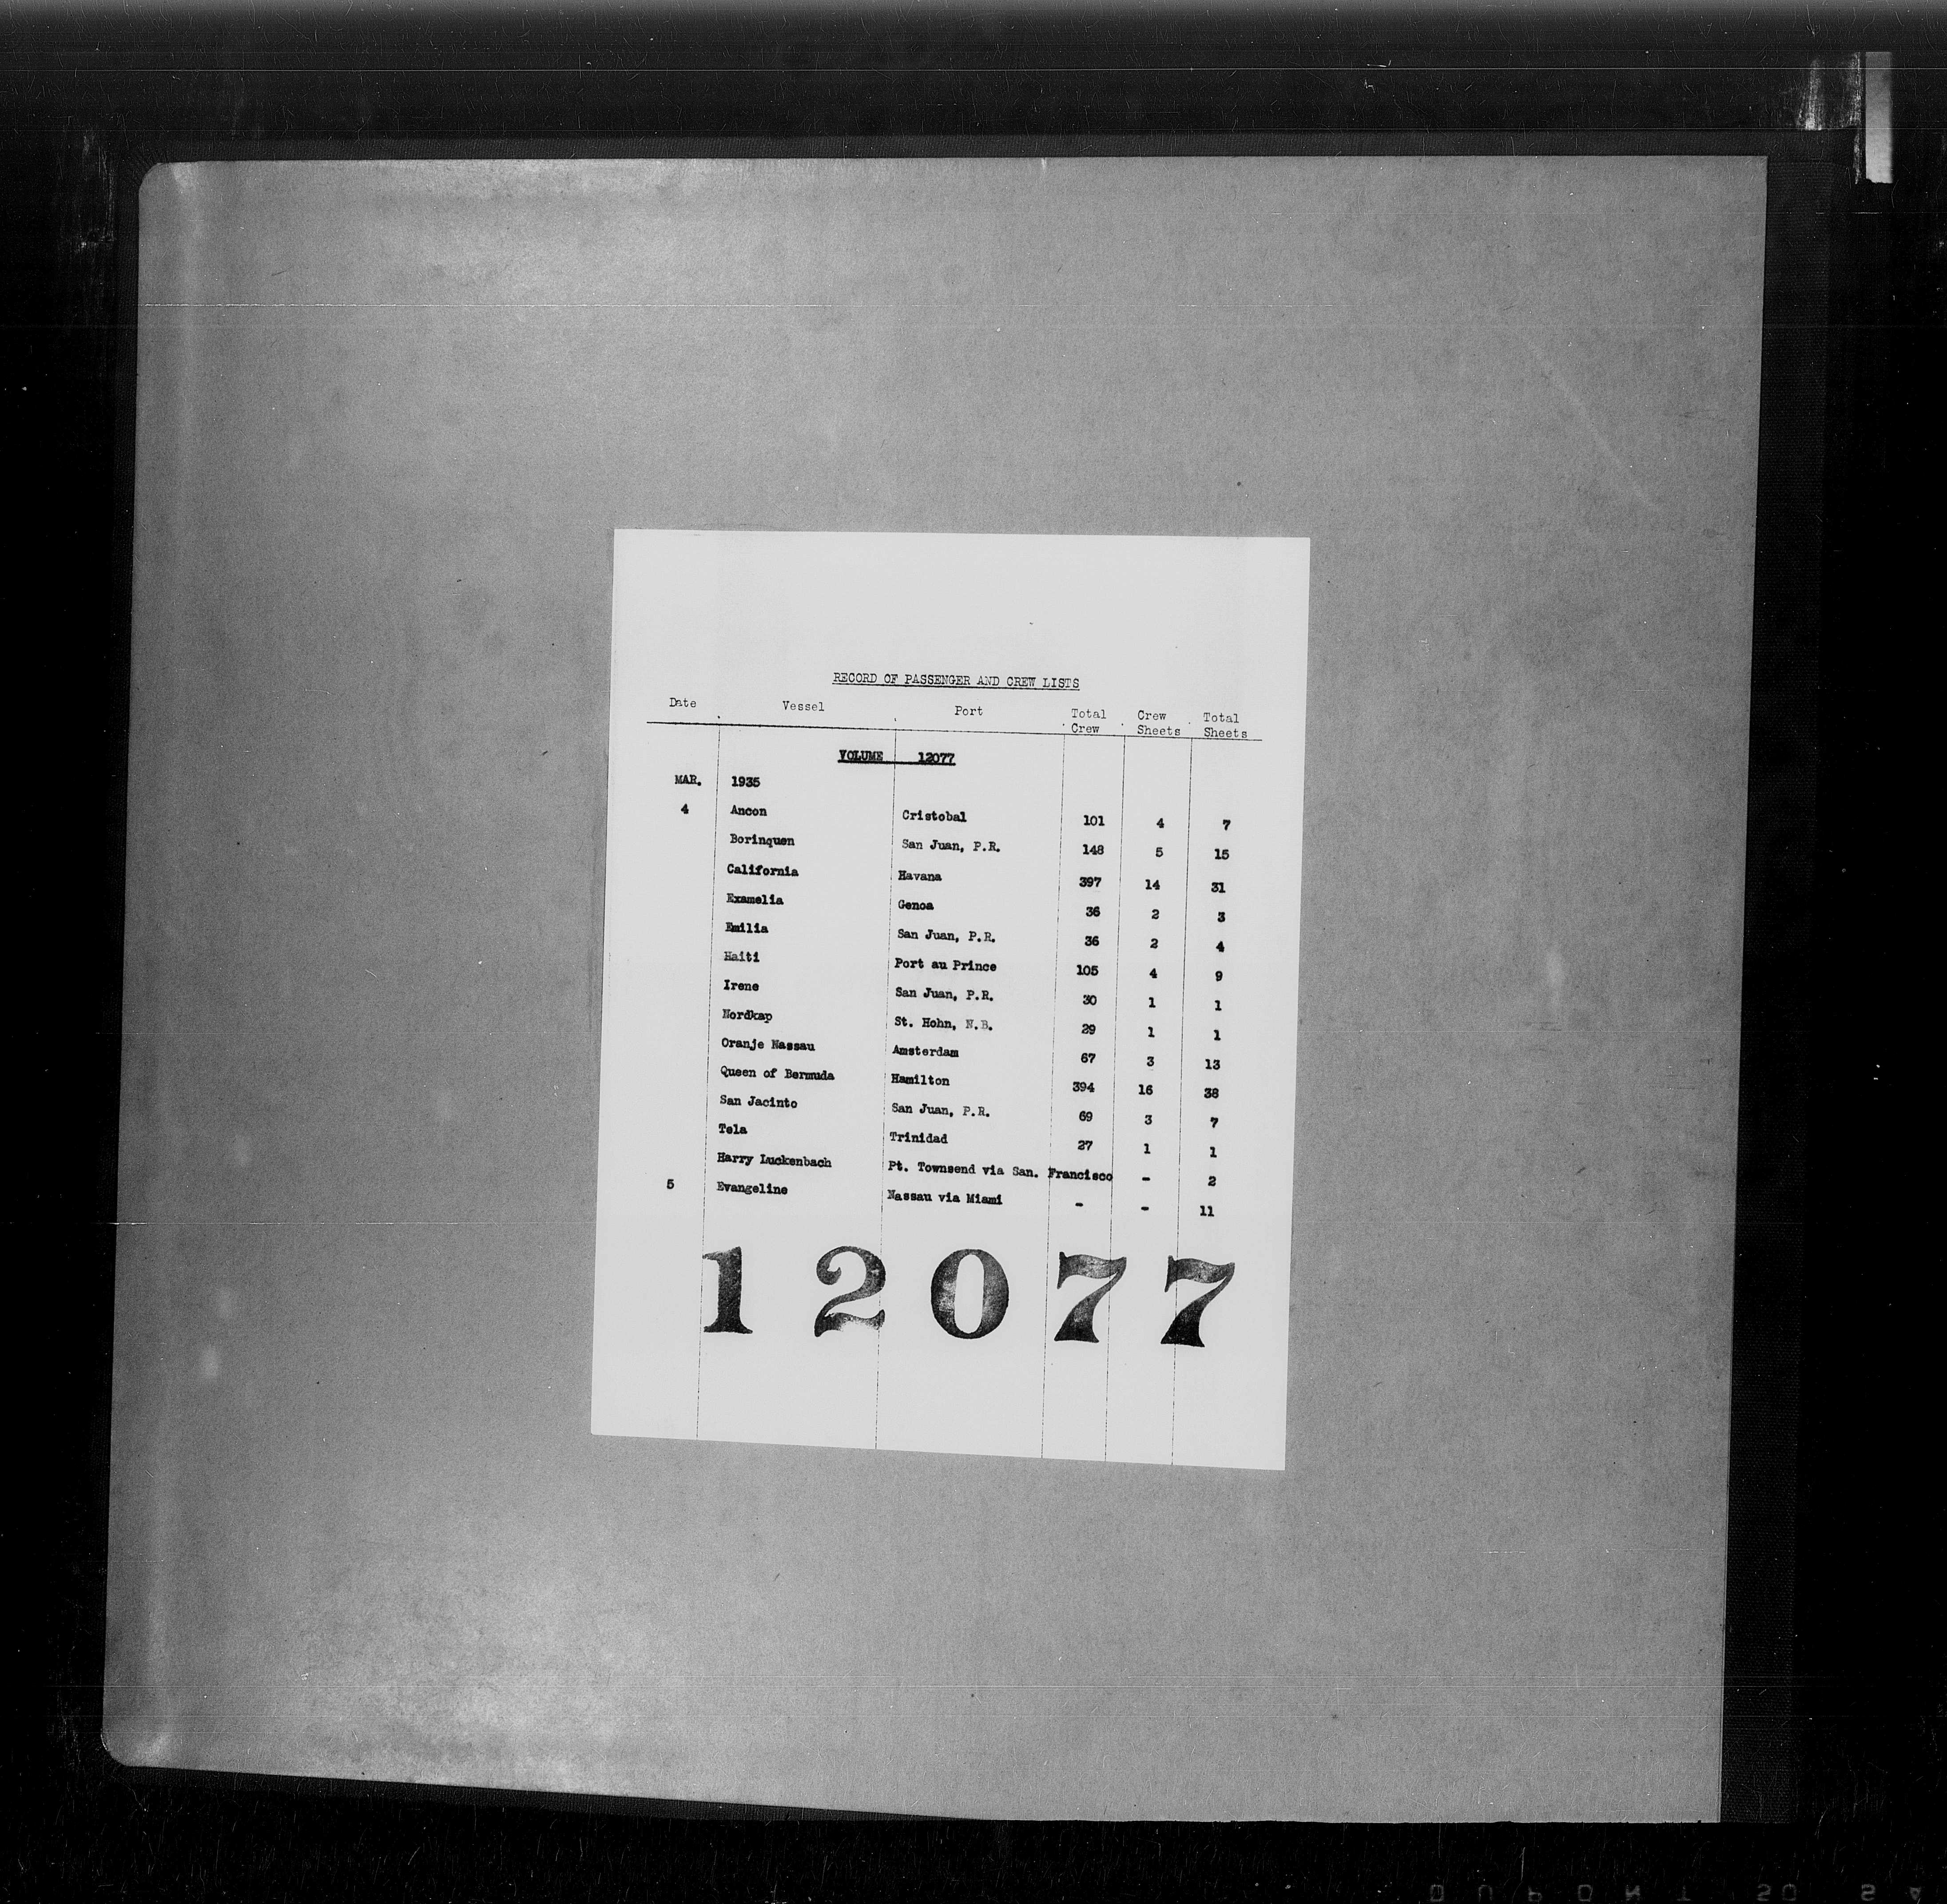 RECORD OF PASSENGER AND CREW LISTS
Date Vessel Port Total Crew Crew Sheets Total Sheets
VOLUME 12077
MAR. 1935
4 Ancon Cristobal 101 4 7
Borinquen San Juan, P.R. 148 5 15
California Havana 397 14 31
Examelia Genoa 36 2 3
Emilia San Juan, P.R. 36 2 4
Haiti Port au Prince 105 4 9
Irene San Juan, P.R. 30 1 1
Nordkap St. Hohn, N.B. 29 1 1
Oranje Nassau Amsterdam 67 3 13
Queen of Bermuda Hamilton 394 16 38
San Jacinto San Juan, P.R. 69 3 7
Tela Trinidad 27 1 1
Harry Luckenbach Pt. Townsend via San. Francisco - 2
5 Evangeline Nassau via Miami - - 11
12077